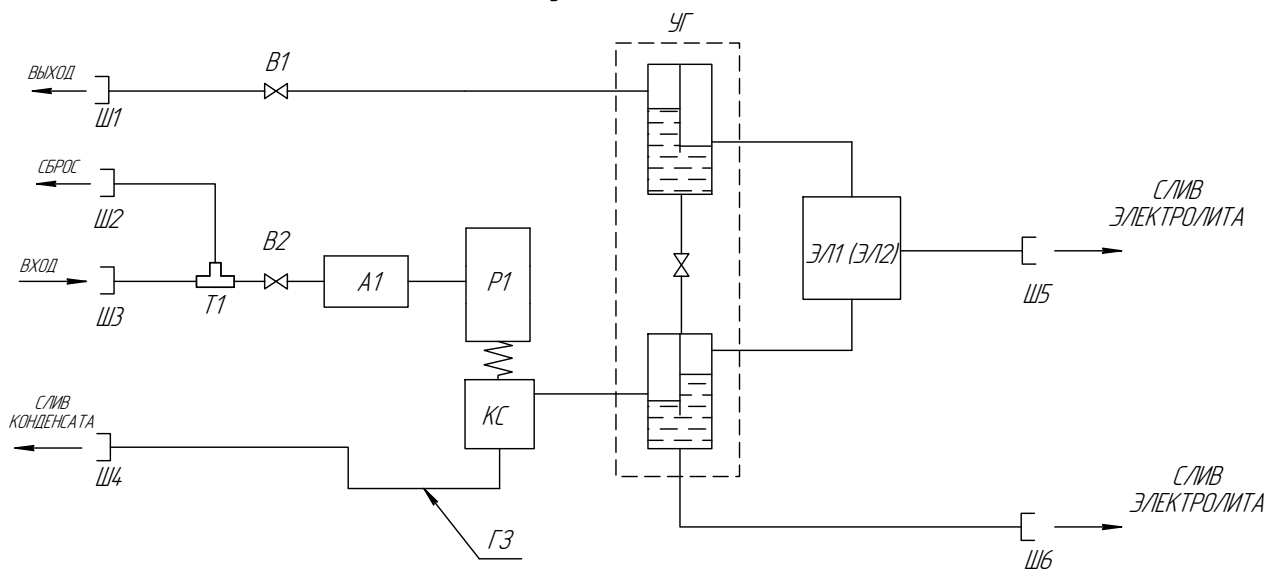 УГ
В1
ВЫХОД
Ш1
СБРОС
Ш2
СЛИВ
ЭЛЕКТРОЛИТА
В2
ЭЛ1 (ЭЛ2)
ВХОД
А1
Р1
Ш3
Т1
Ш5
СЛИВ
КОНДЕНСАТА
КС
Ш4
СЛИВ
ЭЛЕКТРОЛИТА
ГЗ
Ш6